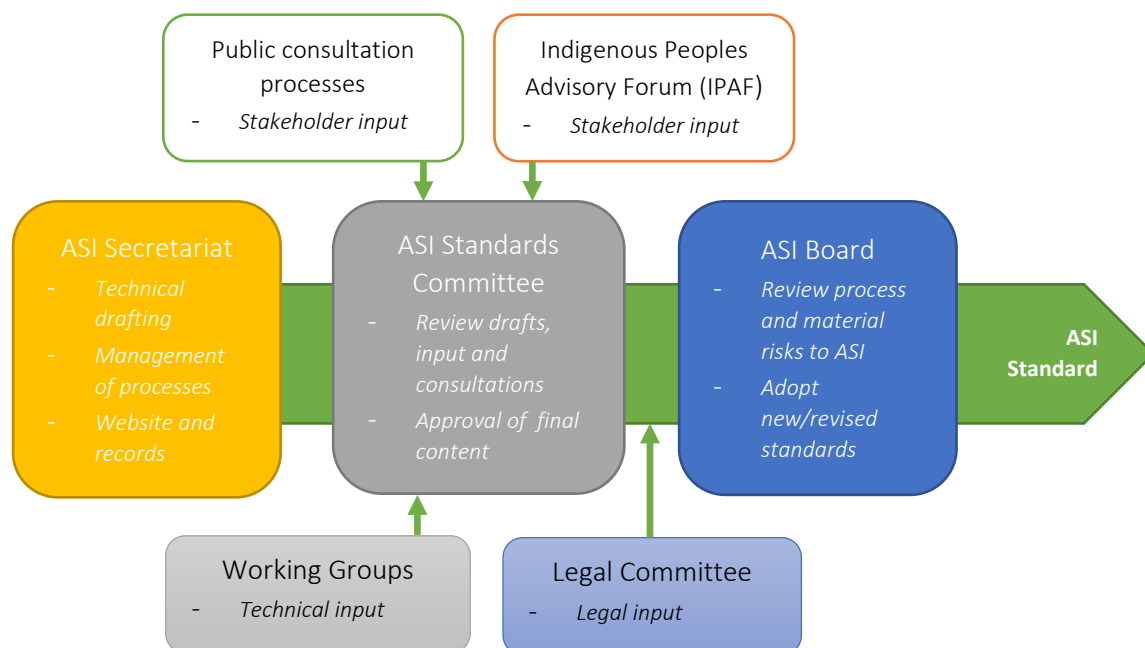 Public consultation
processes
- Stakeholder input
Indigenous Peoples
Advisory Forum (IPAF)
- Stakeholder input
ASI Secretariat
- Technical
drafting
- Management
of processes
- Website and
records
ASI Standards
Committee
- Review drafts,
input and
consultations
- Approval of final
content
ASI Board
- Review process
and material
risks to ASI
- Adopt
new/revised
standards
ASI
Standard
Working Groups
- Technical input
Legal Committee
- Legal input